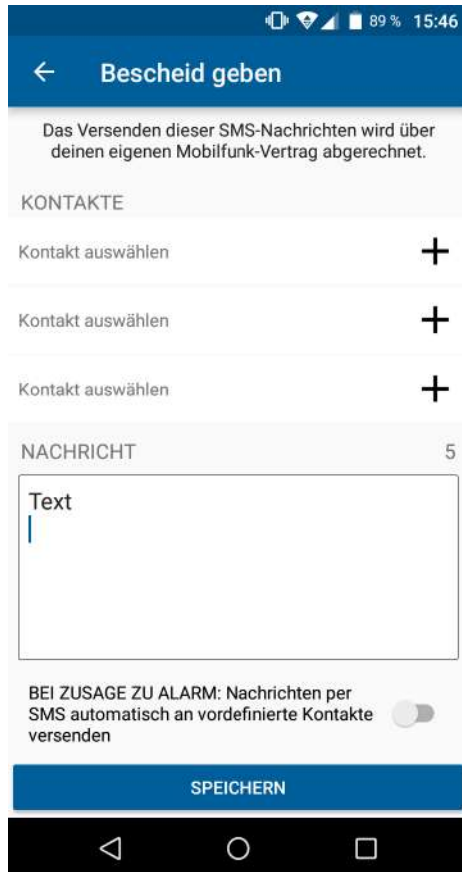 89 % 15:46
Bescheid geben
Das Versenden dieser SMS-Nachrichten wird über
deinen eigenen Mobilfunk-Vertrag abgerechnet.
KONTAKTE
Kontakt auswählen
Kontakt auswählen
Kontakt auswählen
NACHRICHT 5
Text
BEI ZUSAGE ZU ALARM: Nachrichten per
SMS automatisch an vordefinierte Kontakte
versenden
SPEICHERN